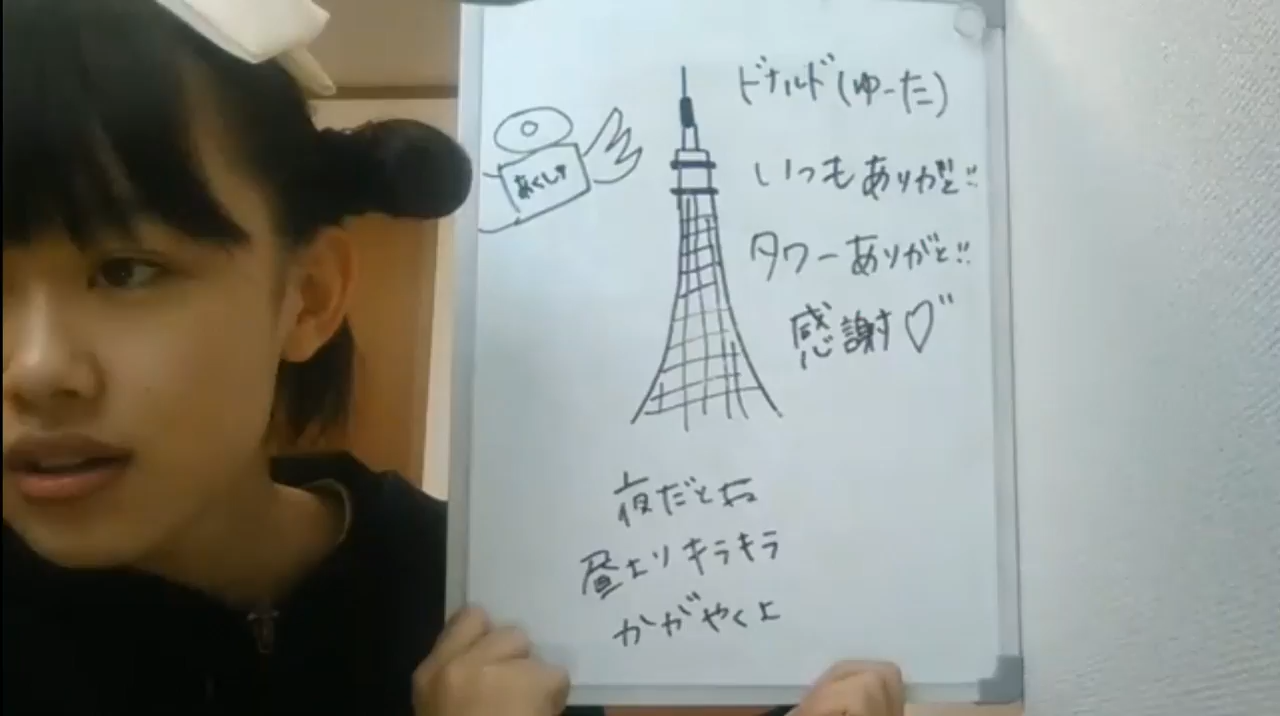 ドナルド(ゆーた)
いつもありがと!!
タワーありがと!!
感謝♡
あくしゅ
夜だとね
昼よりキラキラ
かがやくよ